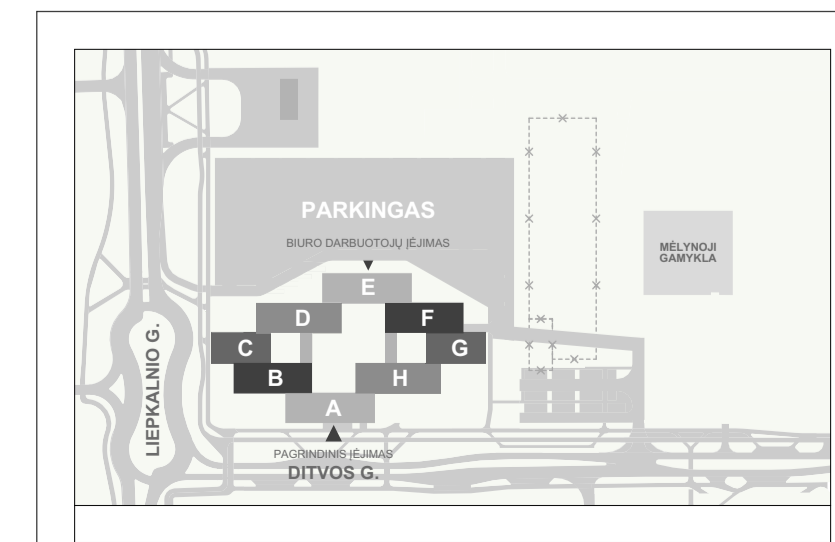 PARKINGAS
BIURO DARBUOTOJŲ ĮĖJIMAS
MĖLYNOJI
GAMYKLA
E
D
F
C
G
B
H
A
LIEPKALNIO G.
PAGRINDINIS ĮĖJIMAS
DITVOS G.